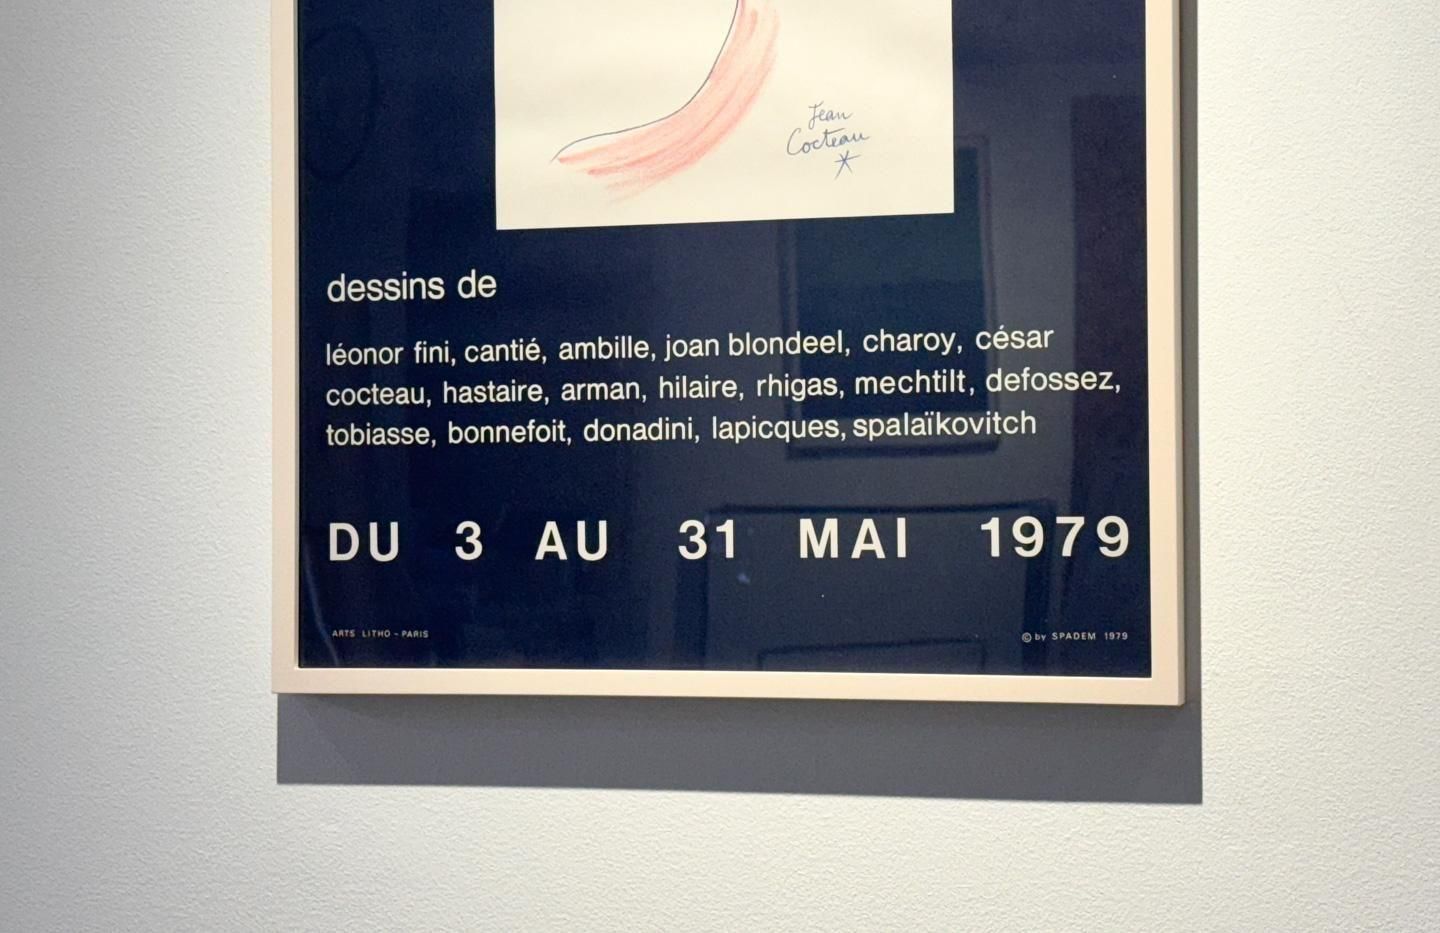 Jean
Cocteau
dessins de
léonor fini, cantié, ambille, joan blondeel, charoy, césar
cocteau, hastaire, arman, hilaire, rhigas, mechtilt, defossez,
tobiasse, bonnefoit, donadini, lapicques, spalaïkovitch
DU 3 AU 31 MAI 1979
ARTS LITHO - PARIS
© by SPADEM 1979